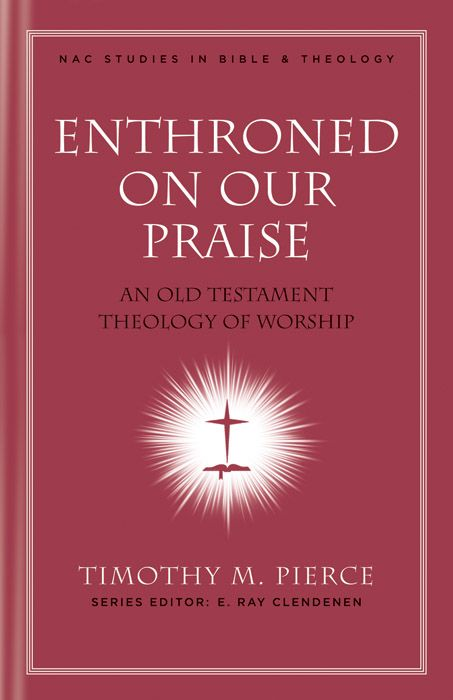 NAC STUDIES IN BIBLE & THEOLOGY
ENTHRONED
ON OUR
PRAISE
AN OLD TESTAMENT
THEOLOGY OF WORSHIP
TIMOTHY M. PIERCE
SERIES EDITOR: E. RAY CLENDENEN